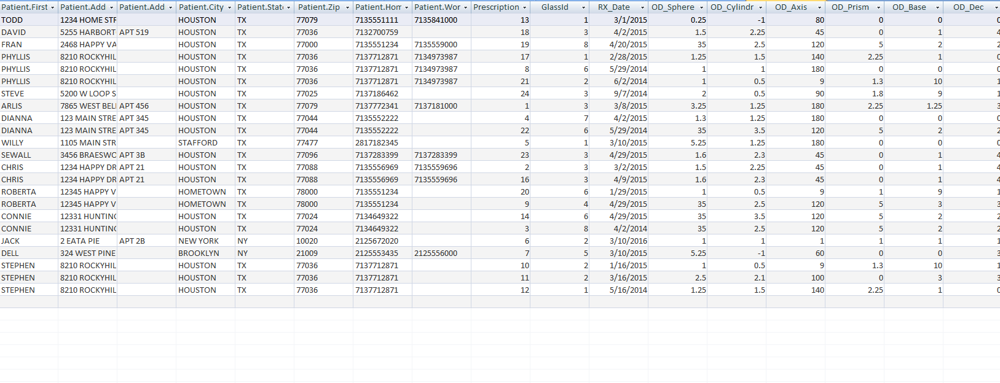 Patient.First Patient.Add Patient.Add Patient.City Patient.Stat Patient.Zip Patient.Hom Patient.Wor Prescription GlassId RX_Date OD_Sphere OD_Cylindr OD_Axis OD_Prism OD_Base OD_Dec
TODD 1234 HOME STR HOUSTON TX 77079 7135551111 7135841000 13 1 3/1/2015 0.25 -1 80 0 0 0
DAVID 5255 HARBORT APT 519 HOUSTON TX 77036 7132700759 18 3 4/2/2015 1.5 2.25 45 0 1 4
FRAN 2468 HAPPY VA HOUSTON TX 77000 7135551234 7135559000 19 8 4/20/2015 35 2.5 120 5 2 2
PHYLLIS 8210 ROCKYHIL HOUSTON TX 77036 7137712871 7134973987 17 1 2/28/2015 1.25 1.5 140 2.25 1 0
PHYLLIS 8210 ROCKYHIL HOUSTON TX 77036 7137712871 7134973987 8 6 5/29/2014 1 1 180 0 0 0
PHYLLIS 8210 ROCKYHIL HOUSTON TX 77036 7137712871 7134973987 21 2 6/2/2014 1 0.5 9 1.3 10 1
STEVE 5200 W LOOP S HOUSTON TX 77025 7137186462 24 3 9/7/2014 2 0.5 90 1.8 9 1
ARLIS 7865 WEST BEL APT 456 HOUSTON TX 77079 7137772341 7137181000 1 3 3/8/2015 3.25 1.25 180 2.25 1.25 3
DIANNA 123 MAIN STRE APT 345 HOUSTON TX 77044 7135552222 4 7 4/2/2015 1.3 1.25 180 0 0 0
DIANNA 123 MAIN STRE APT 345 HOUSTON TX 77044 7135552222 22 6 5/29/2014 35 3.5 120 5 2 2
WILLY 1105 MAIN STR STAFFORD TX 77477 2817182345 5 1 3/10/2015 5.25 1.25 180 0 0 0
SEWALL 3456 BRAESWO APT 3B HOUSTON TX 77096 7137283399 7137283399 23 3 4/29/2015 1.6 2.3 45 0 1 4
CHRIS 1234 HAPPY DR APT 21 HOUSTON TX 77088 7135556969 7135559696 2 3 3/2/2015 1.5 2.25 45 0 1 4
CHRIS 1234 HAPPY DR APT 21 HOUSTON TX 77088 7135556969 7135559696 16 3 4/9/2015 1.6 2.3 45 0 1 4
ROBERTA 12345 HAPPY V HOMETOWN TX 78000 7135551234 20 6 1/29/2015 1 0.5 9 1 9 1
ROBERTA 12345 HAPPY V HOMETOWN TX 78000 7135551234 9 4 4/29/2015 35 2.5 120 5 3 3
CONNIE 12331 HUNTING HOUSTON TX 77024 7134649322 14 6 4/29/2015 35 3.5 120 5 2 2
CONNIE 12331 HUNTING HOUSTON TX 77024 7134649322 3 8 4/2/2014 35 2.5 120 5 2 2
JACK 2 EATA PIE APT 2B NEW YORK NY 10020 2125672020 6 2 3/10/2016 1 1 1 1 1 1
DELL 324 WEST PINE BROOKLYN NY 21009 2125553435 2125556000 7 5 3/10/2015 5.25 -1 60 0 0 3
STEPHEN 8210 ROCKYHIL HOUSTON TX 77036 7137712871 10 2 1/16/2015 1 0.5 9 1.3 10 1
STEPHEN 8210 ROCKYHIL HOUSTON TX 77036 7137712871 11 2 3/16/2015 2.5 2.1 100 0 3 3
STEPHEN 8210 ROCKYHIL HOUSTON TX 77036 7137712871 12 1 5/16/2014 1.25 1.5 140 2.25 1 0